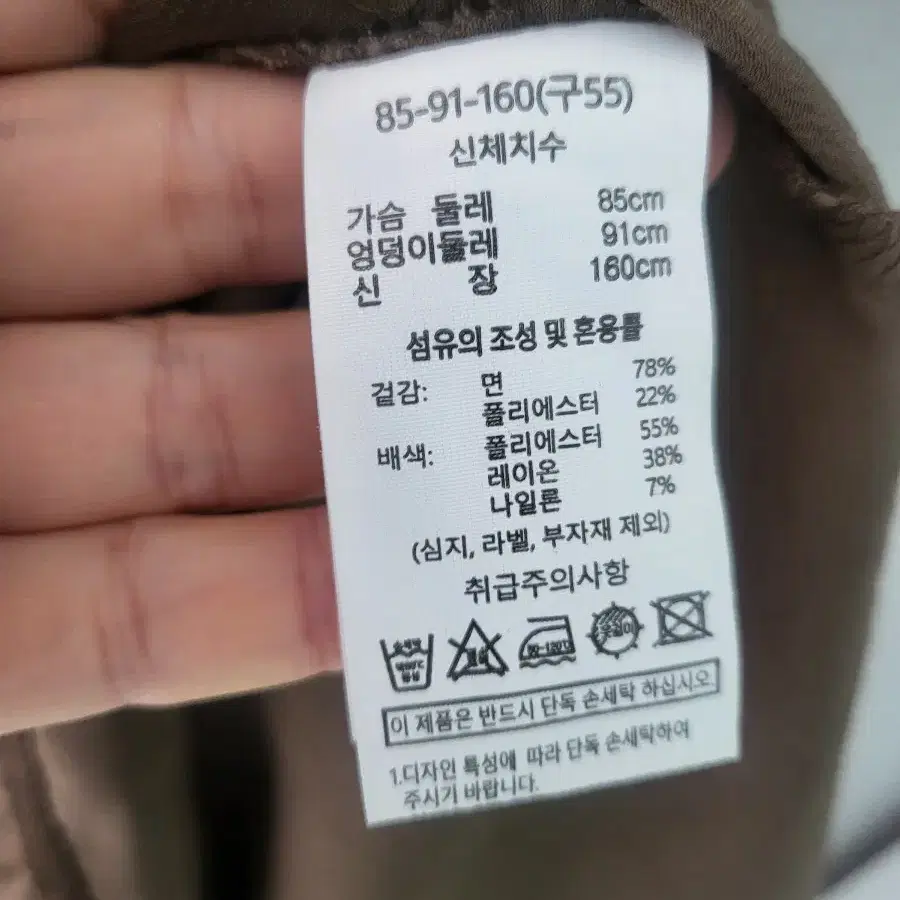 85-91-160(구55)
신체치수
가슴 둘레 85cm
엉덩이둘레 91cm
신 장 160cm
섬유의 조성 및 혼용률
겉감: 면 78%
폴리에스터 22%
배색: 폴리에스터 55%
레이온 38%
나일론 7%
(심지, 라벨, 부자재 제외)
취급주의사항
이 제품은 반드시 단독 손세탁 하십시오.
1.디자인 특성에 따라 단독 손세탁하여
주시기 바랍니다.